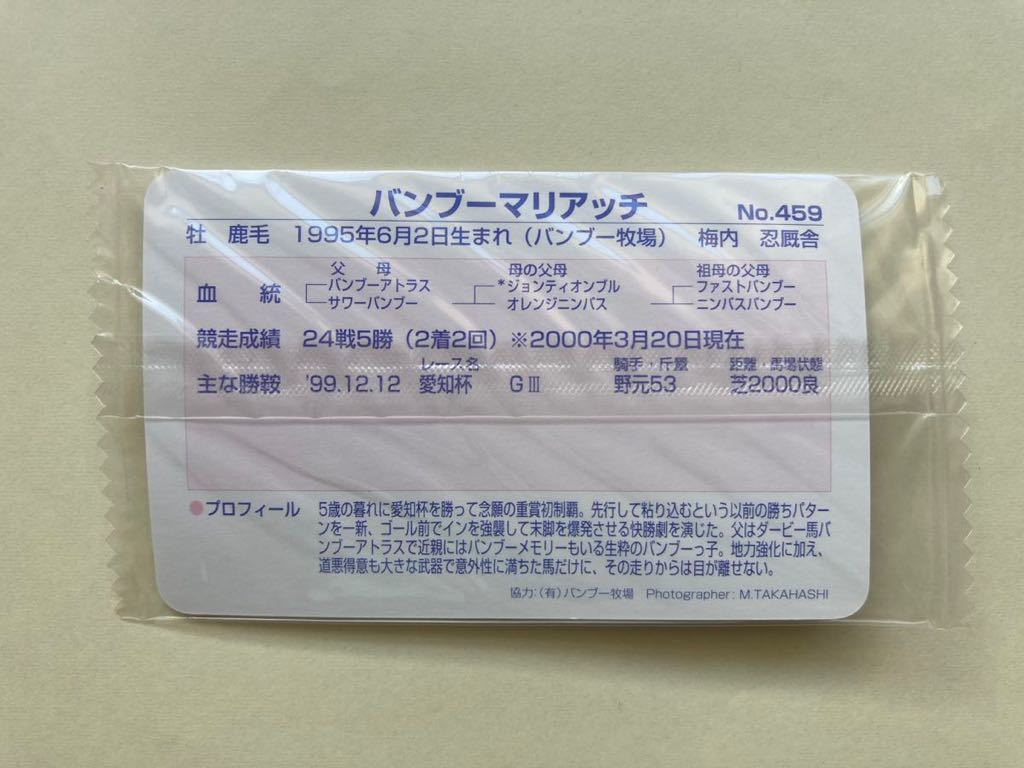 バンブーマリアッチ No.459
牡 鹿毛 1995年6月2日生まれ（バンブー牧場） 梅内 忍厩舎
父 母 母の父母 祖母の父母
血統 バンブーアトラス *ジョンティオンブル ファストバンブー
サワーバンブー オレンジニンバス ニンバスバンブー
競走成績 24戦5勝（2着2回）※2000年3月20日現在
レース名 騎手・斤量 距離・馬場状態
主な勝鞍 '99.12.12 愛知杯 GⅢ 野元53 芝2000良
●プロフィール 5歳の暮れに愛知杯を勝って念願の重賞初制覇。先行して粘り込むという以前の勝ちパター
ンを一新、ゴール前でインを強襲して末脚を爆発させる快勝劇を演じた。父はダービー馬バ
ンブーアトラスで近親にはバンブーメモリーもいる生粋のバンブーっ子。地力強化に加え、
道悪得意も大きな武器で意外性に満ちた馬だけに、その走りからは目が離せない。
協力：（有）バンブー牧場 Photographer : M.TAKAHASHI